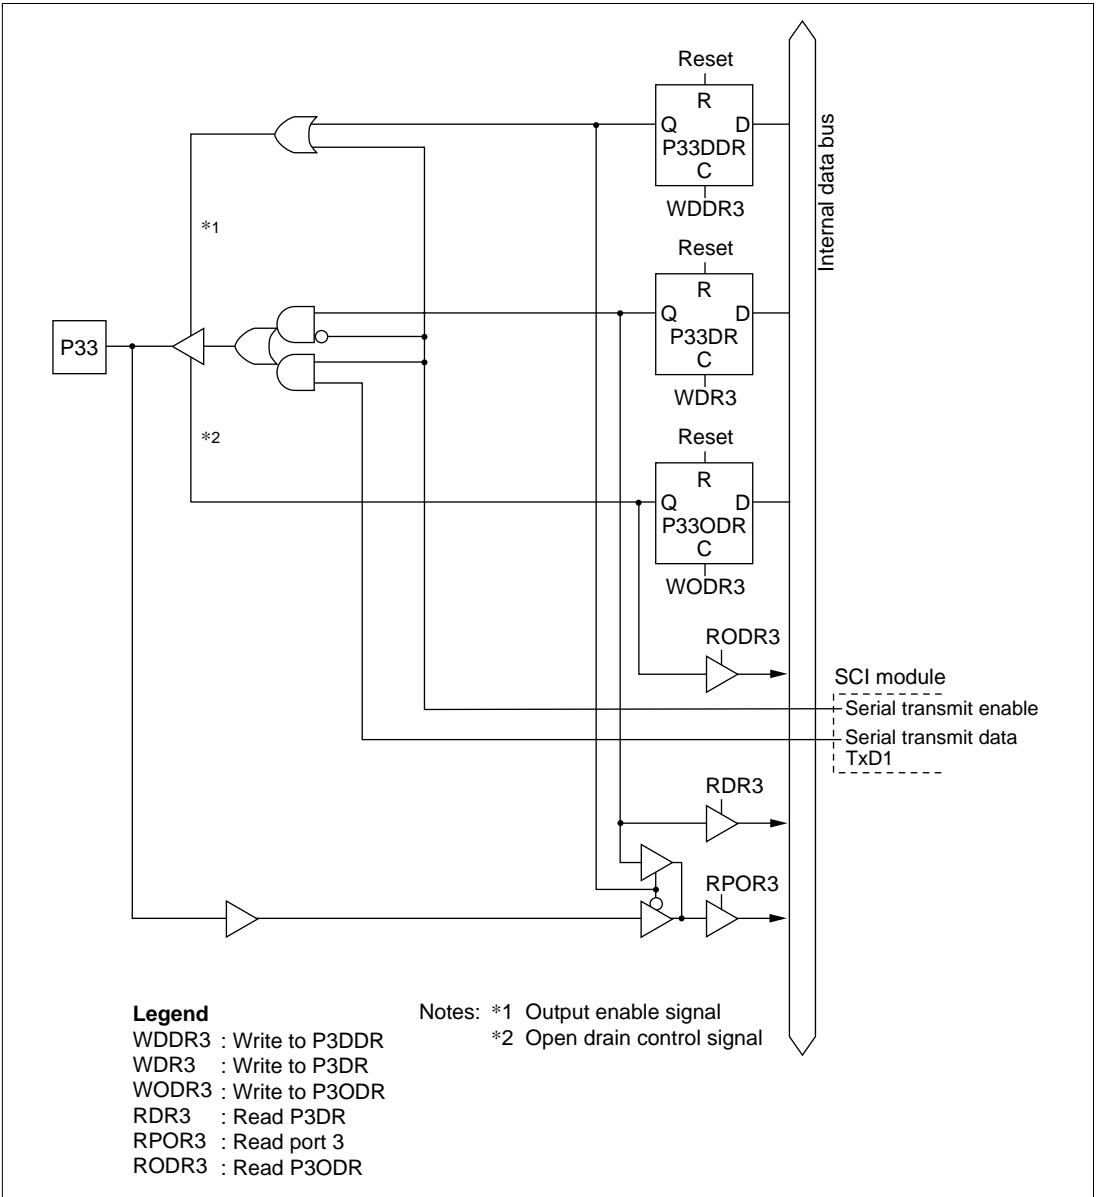 Reset
R
Q D
P33DDR
C
WDDR3
Internal data bus
*1
Reset
R
Q D
P33DR
C
WDR3
P33
*2
Reset
R
Q D
P33ODR
C
WODR3
RODR3
SCI module
Serial transmit enable
Serial transmit data
TxD1
RDR3
RPOR3
Legend
WDDR3 : Write to P3DDR
WDR3 : Write to P3DR
WODR3 : Write to P3ODR
RDR3 : Read P3DR
RPOR3 : Read port 3
RODR3 : Read P3ODR
Notes: *1 Output enable signal
*2 Open drain control signal